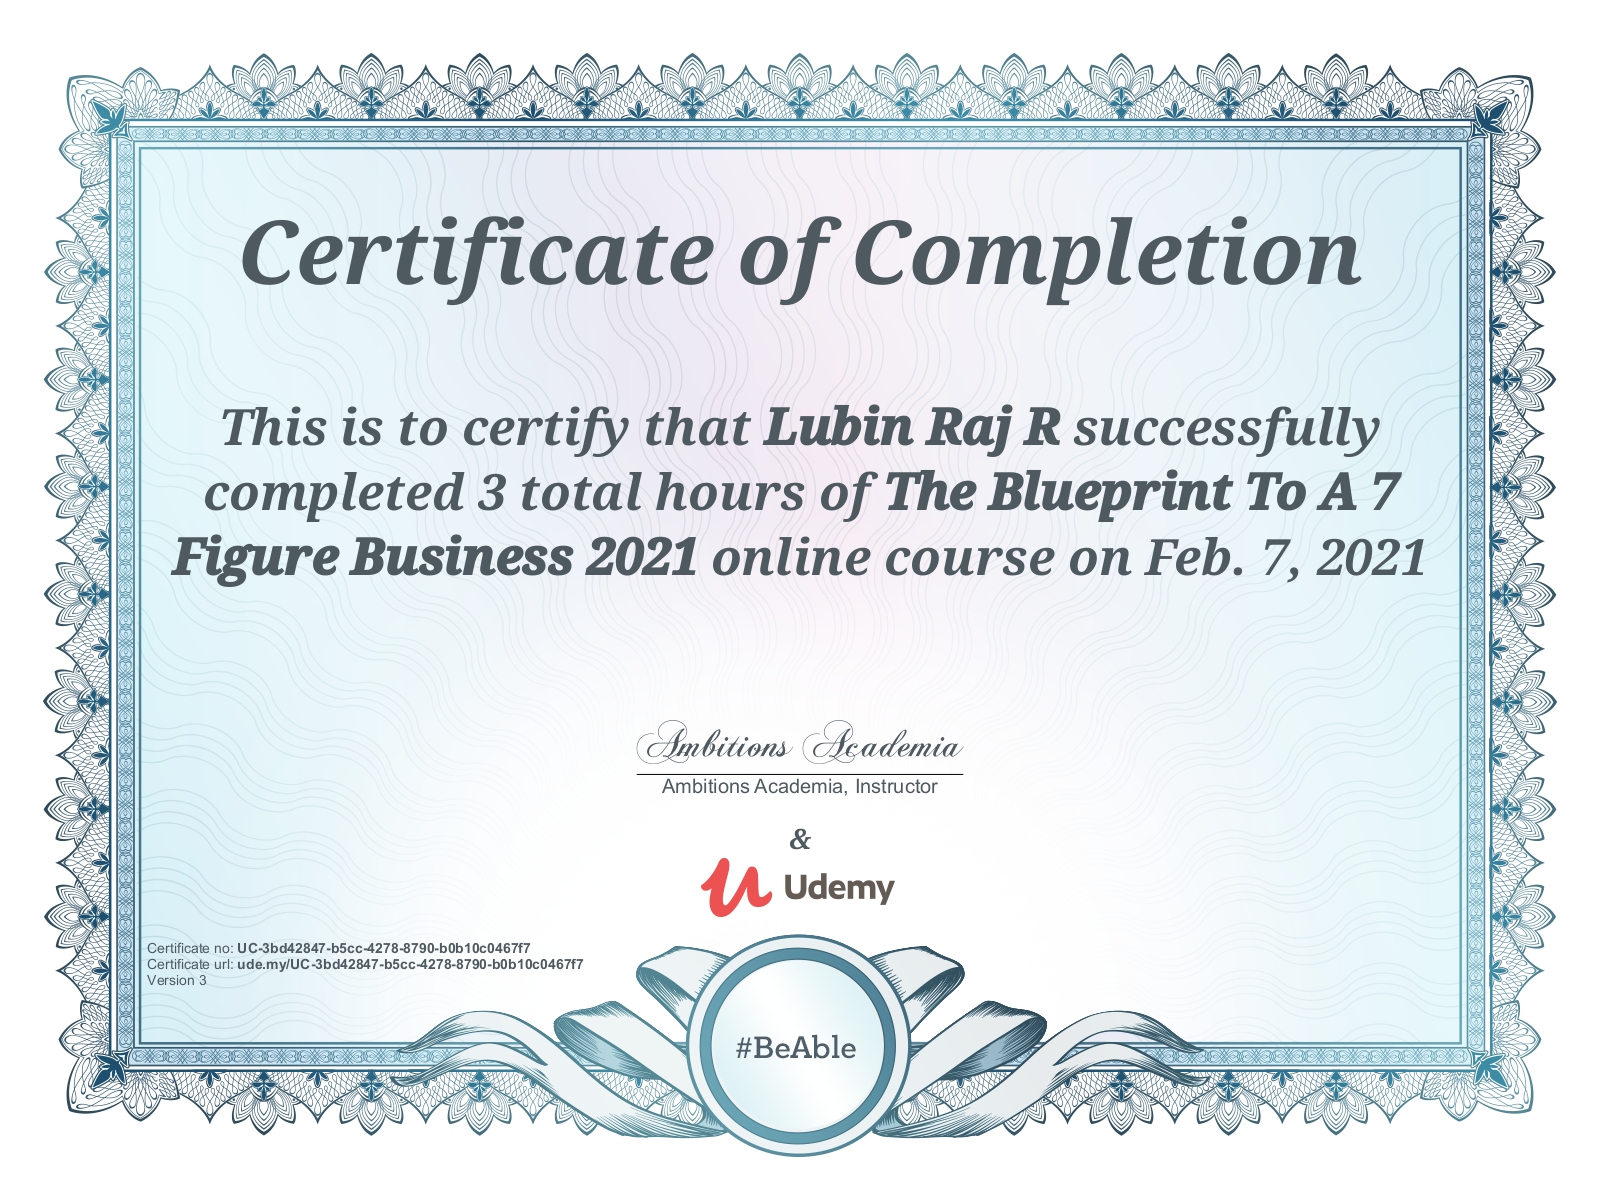 Certificate of Completion
This is to certify that Lubin Raj R successfully
completed 3 total hours of The Blueprint To A 7
Figure Business 2021 online course on Feb. 7, 2021
Ambitions Academia
Ambitions Academia, Instructor
&
Udemy
Certificate no: UC-3bd42847-b5cc-4278-8790-b0b10c0467f7
Certificate url: ude.my/UC-3bd42847-b5cc-4278-8790-b0b10c0467f7
Version 3
#BeAble